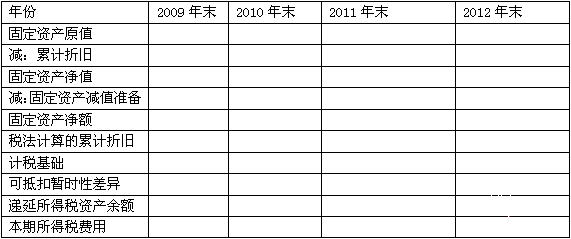 年份 2009 年末 2010 年末 2011 年末 2012 年末
固定资产原值
减：累计折旧
固定资产净值
减:固定资产减值准备
固定资产净额
税法计算的累计折旧
计税基础
可抵扣暂时性差异
递延所得税资产余额
本期所得税费用